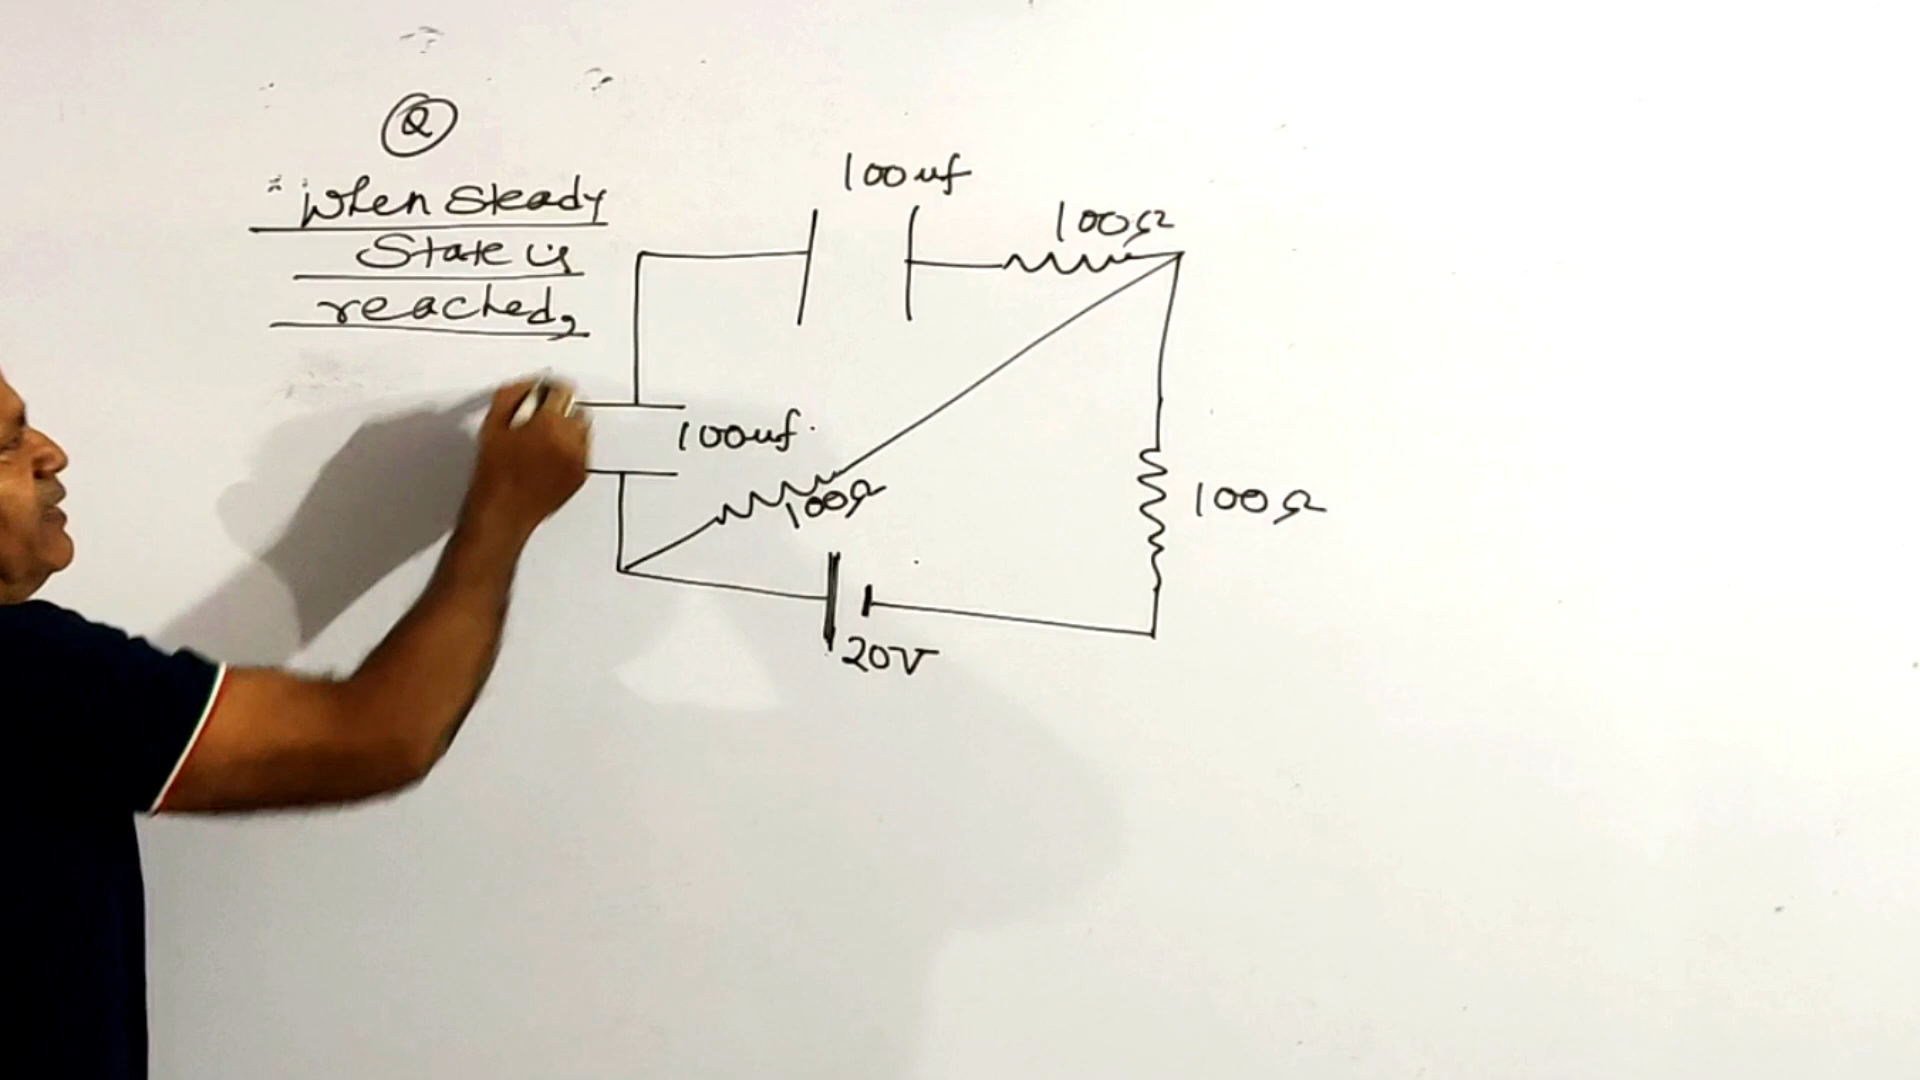 Q
"When Steady
State is
reached,
100uf
100Ω
100uf
100Ω
100Ω
20V